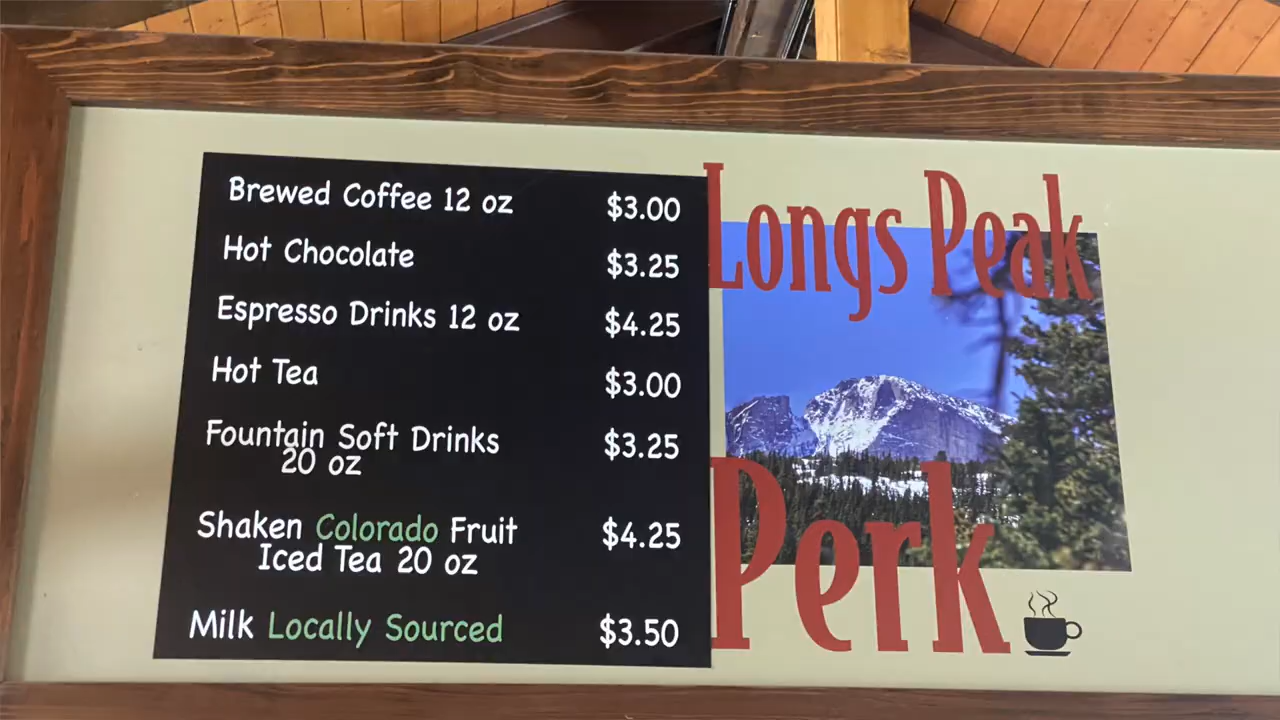 Brewed Coffee 12 oz $3.00
Hot Chocolate $3.25
Espresso Drinks 12 oz $4.25
Hot Tea $3.00
Fountain Soft Drinks $3.25
20 oz
Shaken Colorado Fruit $4.25
Iced Tea 20 oz
Milk Locally Sourced $3.50
Longs Peak
Perk